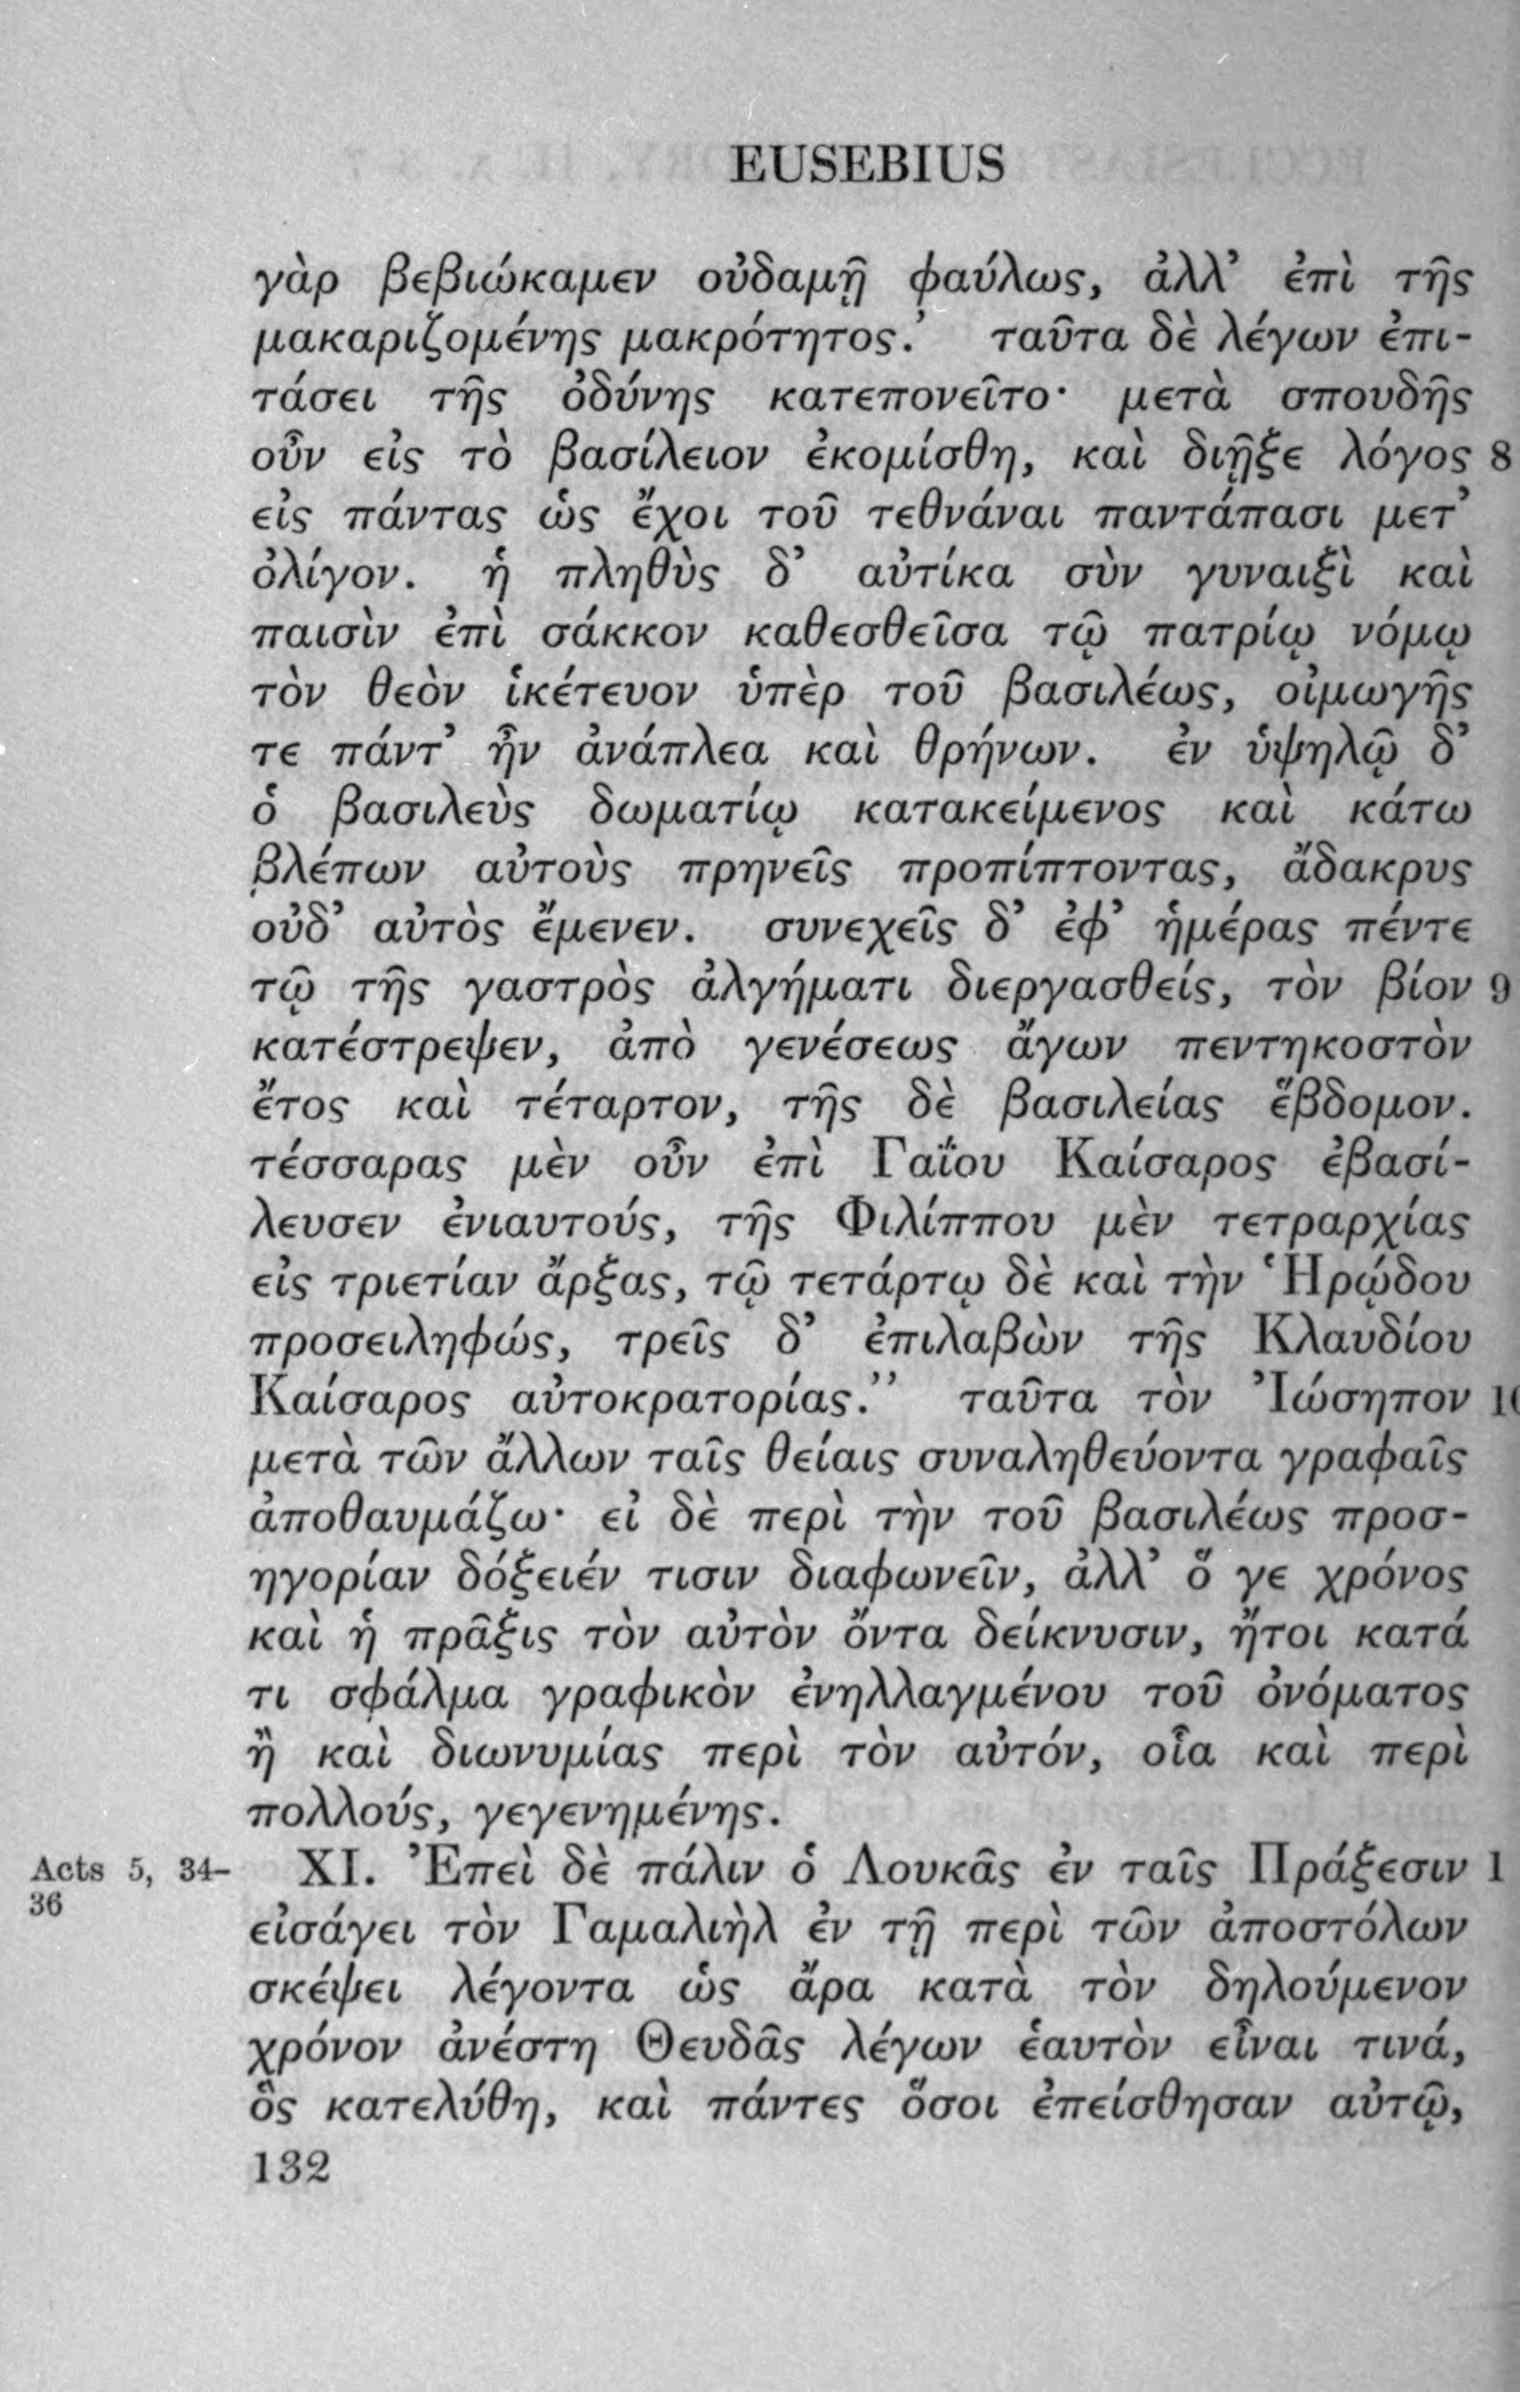 EUSEBIUS
γὰρ βεβιώκαμεν οὐδαμῇ φαύλως, ἀλλ’ ἐπὶ τῆς
μακαριζομένης μακρότητος.’ ταῦτα δὲ λέγων ἐπι-
τάσει τῆς ὀδύνης κατεπονεῖτο· μετὰ σπουδῆς
οὖν εἰς τὸ βασίλειον ἐκομίσθη, καὶ διῇξε λόγος 8
εἰς πάντας ὡς ἔχοι τοῦ τεθνάναι παντάπασι μετ’
ὀλίγον. ἡ πληθὺς δ’ αὐτίκα σὺν γυναιξὶ καὶ
παισὶν ἐπὶ σάκκον καθεσθεῖσα τῷ πατρίῳ νόμῳ
τὸν θεὸν ἱκέτευον ὑπὲρ τοῦ βασιλέως, οἰμωγῆς
τε πάντ’ ἦν ἀνάπλεα καὶ θρήνων. ἐν ὑψηλῷ δ’
ὁ βασιλεὺς δωματίῳ κατακείμενος καὶ κάτω
βλέπων αὐτοὺς πρηνεῖς προπίπτοντας, ἄδακρυς
οὐδ’ αὐτὸς ἔμενεν. συνεχεῖς δ’ ἐφ’ ἡμέρας πέντε
τῷ τῆς γαστρὸς ἀλγήματι διεργασθείς, τὸν βίον 9
κατέστρεψεν, ἀπὸ γενέσεως ἄγων πεντηκοστὸν
ἔτος καὶ τέταρτον, τῆς δὲ βασιλείας ἕβδομον.
τέσσαρας μὲν οὖν ἐπὶ Γαΐου Καίσαρος ἐβασί-
λευσεν ἐνιαυτούς, τῆς Φιλίππου μὲν τετραρχίας
εἰς τριετίαν ἄρξας, τῷ τετάρτῳ δὲ καὶ τὴν Ἡρῴδου
προσειληφώς, τρεῖς δ’ ἐπιλαβὼν τῆς Κλαυδίου
Καίσαρος αὐτοκρατορίας.” ταῦτα τὸν Ἰώσηπον 10
μετὰ τῶν ἄλλων ταῖς θείαις συναληθεύοντα γραφαῖς
ἀποθαυμάζω· εἰ δὲ περὶ τὴν τοῦ βασιλέως προσ-
ηγορίαν δόξειέν τισιν διαφωνεῖν, ἀλλ’ ὅ γε χρόνος
καὶ ἡ πρᾶξις τὸν αὐτὸν ὄντα δείκνυσιν, ἤτοι κατά
τι σφάλμα γραφικὸν ἐνηλλαγμένου τοῦ ὀνόματος
ἢ καὶ διωνυμίας περὶ τὸν αὐτόν, οἷα καὶ περὶ
πολλούς, γεγενημένης.
Acts 5, 34-
36
XI. Ἐπεὶ δὲ πάλιν ὁ Λουκᾶς ἐν ταῖς Πράξεσιν 1
εἰσάγει τὸν Γαμαλιὴλ ἐν τῇ περὶ τῶν ἀποστόλων
σκέψει λέγοντα ὡς ἄρα κατὰ τὸν δηλούμενον
χρόνον ἀνέστη Θευδᾶς λέγων ἑαυτὸν εἶναι τινά,
ὃς κατελύθη, καὶ πάντες ὅσοι ἐπείσθησαν αὐτῷ,
132